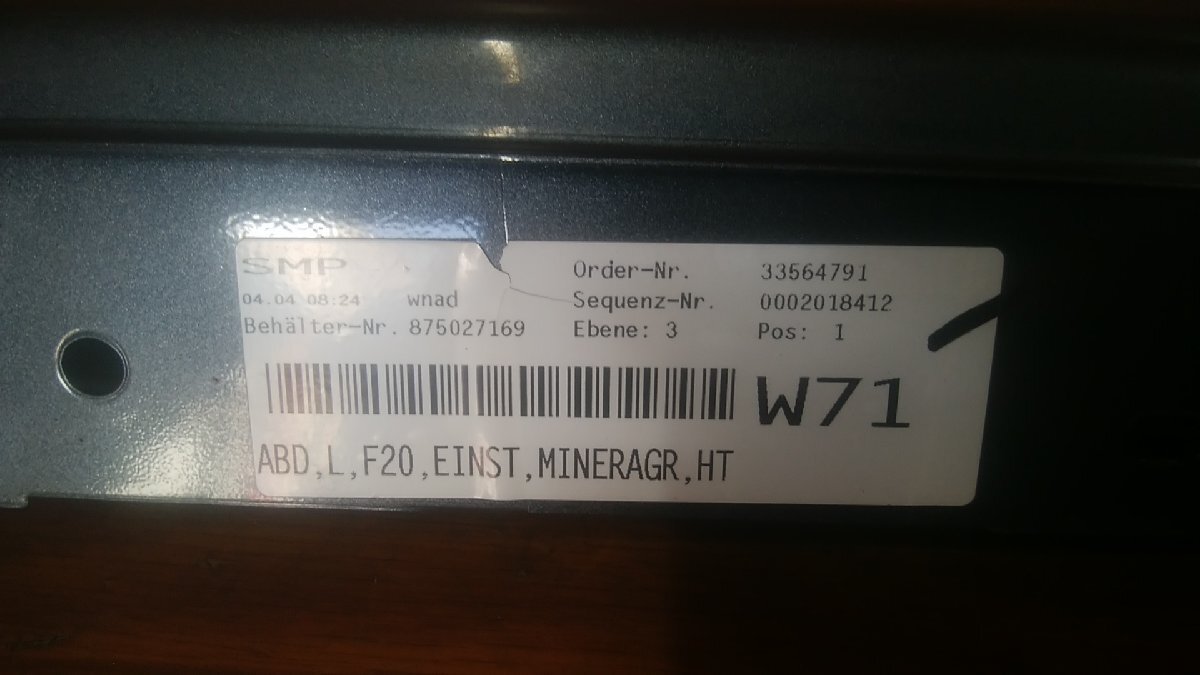 SMP
04.04 08:24 wnad
Behälter-Nr. 875027169
Order-Nr. 33564791
Sequenz-Nr. 0002018412
Ebene: 3 Pos: 1
W71
ABD,L,F20,EINST,MINERAGR,HT